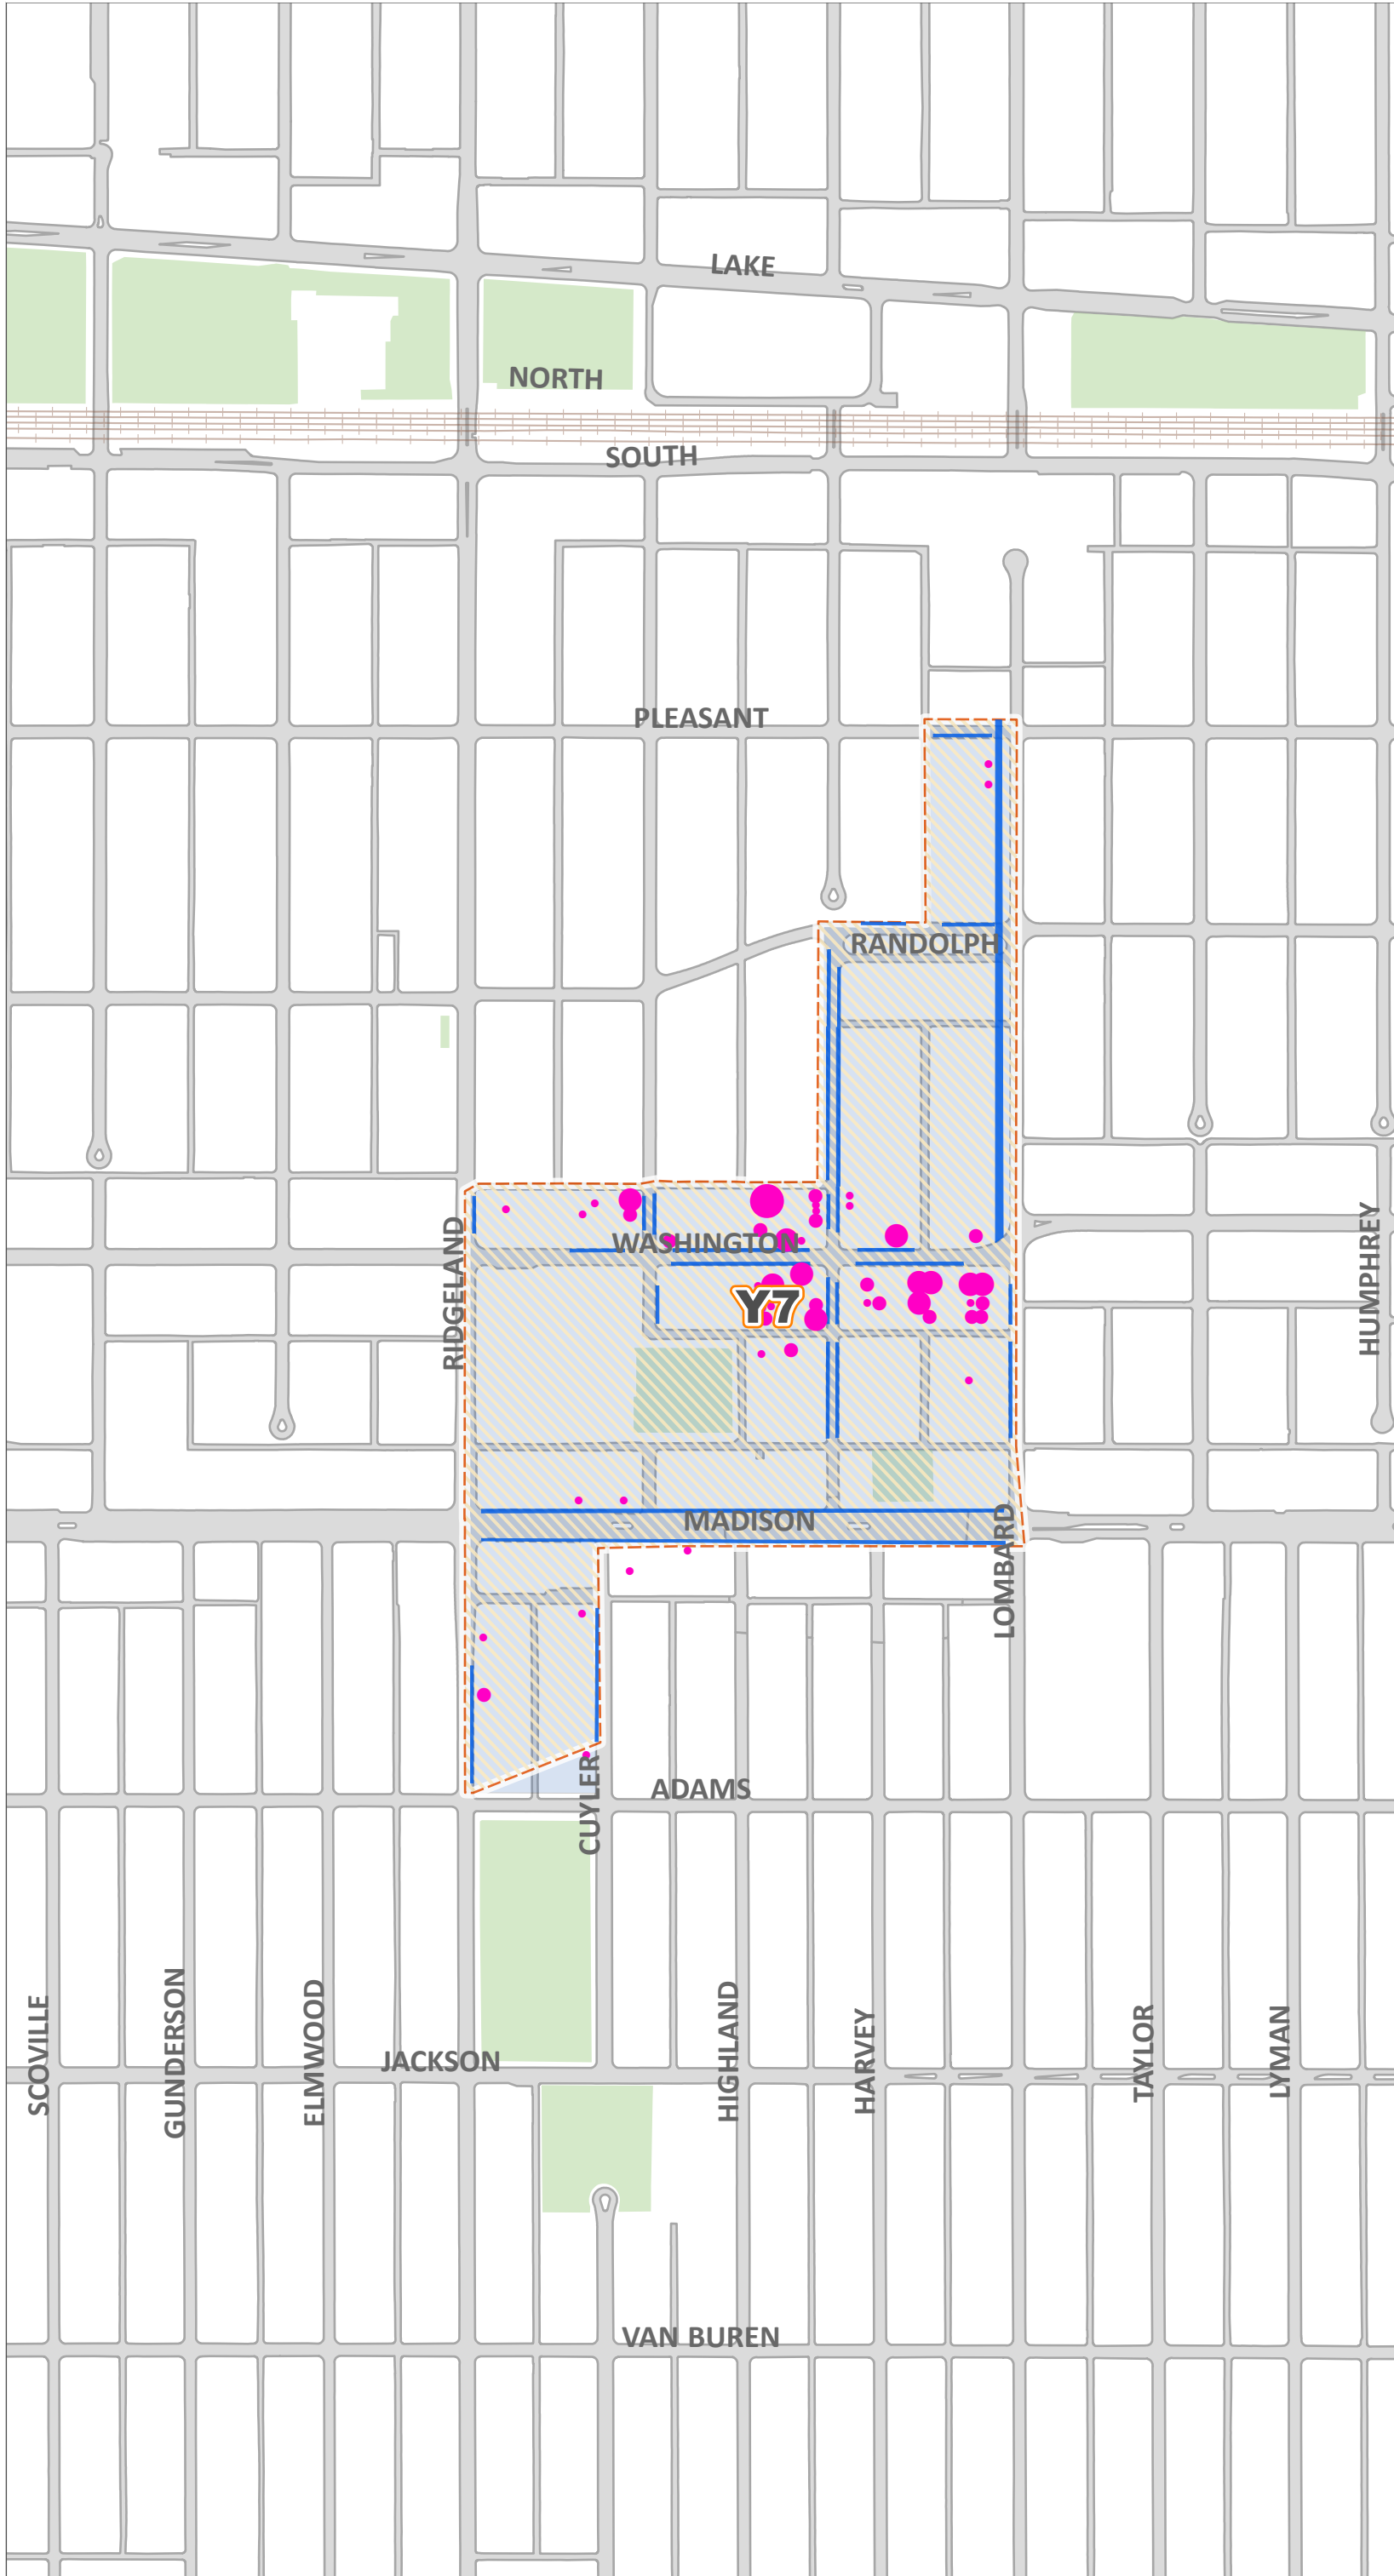 LAKE
NORTH
SOUTH
PLEASANT
RANDOLPH
WASHINGTON
RIDGELAND
HUMPHREY
Y7
MADISON
LOMBARD
ADAMS
CUYLER
SCOVILLE
GUNDERSON
ELMWOOD
JACKSON
HIGHLAND
HARVEY
TAYLOR
LYMAN
VAN BUREN